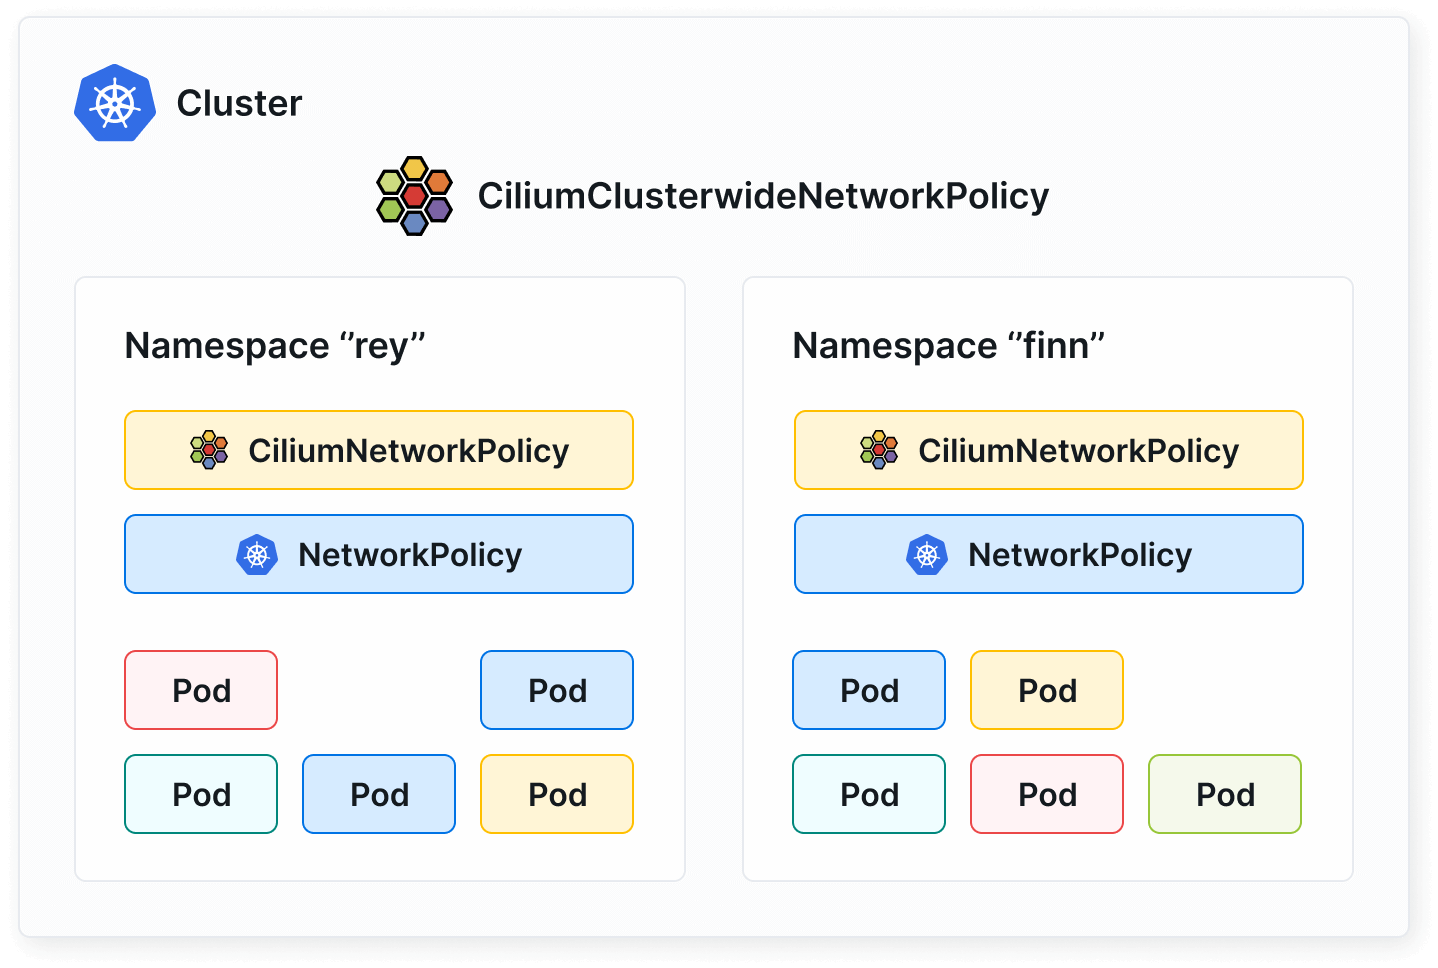 Cluster
CiliumClusterwideNetworkPolicy
Namespace ‘’rey’’
CiliumNetworkPolicy
NetworkPolicy
Pod
Pod
Pod
Pod
Pod
Namespace ‘’finn’’
CiliumNetworkPolicy
NetworkPolicy
Pod
Pod
Pod
Pod
Pod